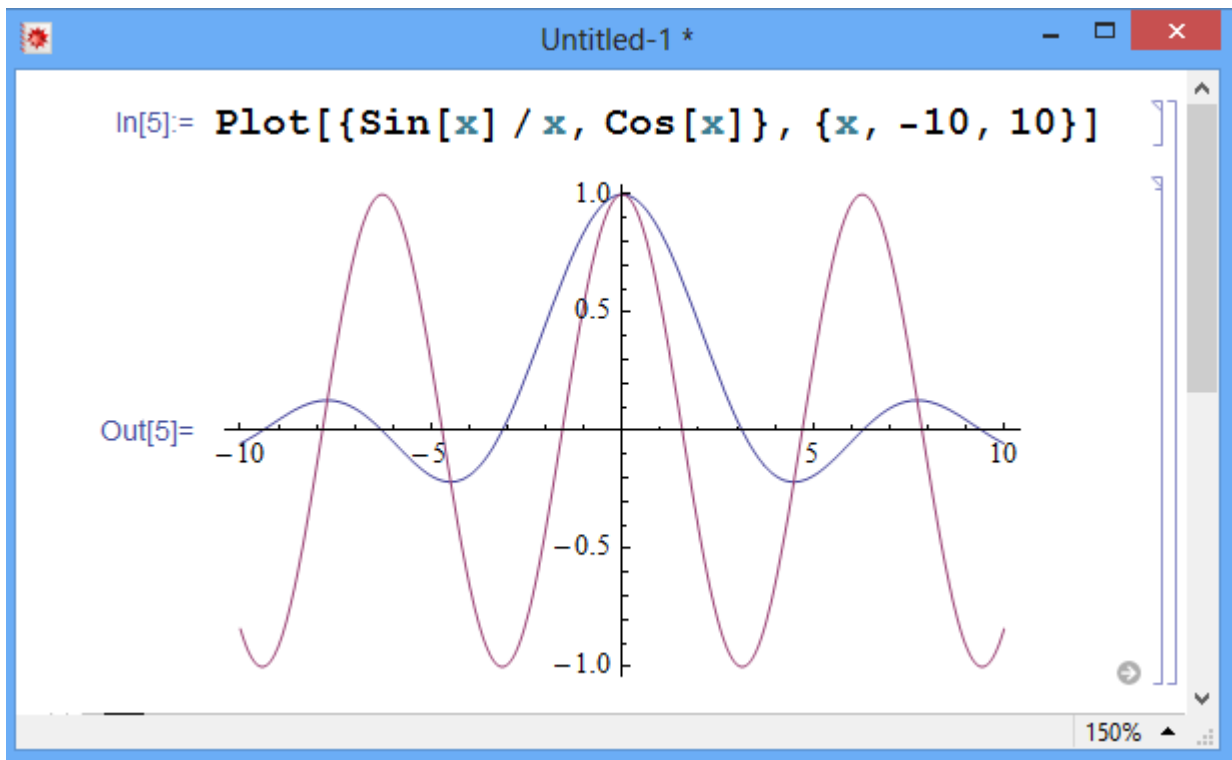 Untitled-1 *
In[5]:= Plot[{Sin[x] / x, Cos[x]}, {x, -10, 10}]
1.0
0.5
Out[5]=
−10 −5 5 10
−0.5
−1.0
150%